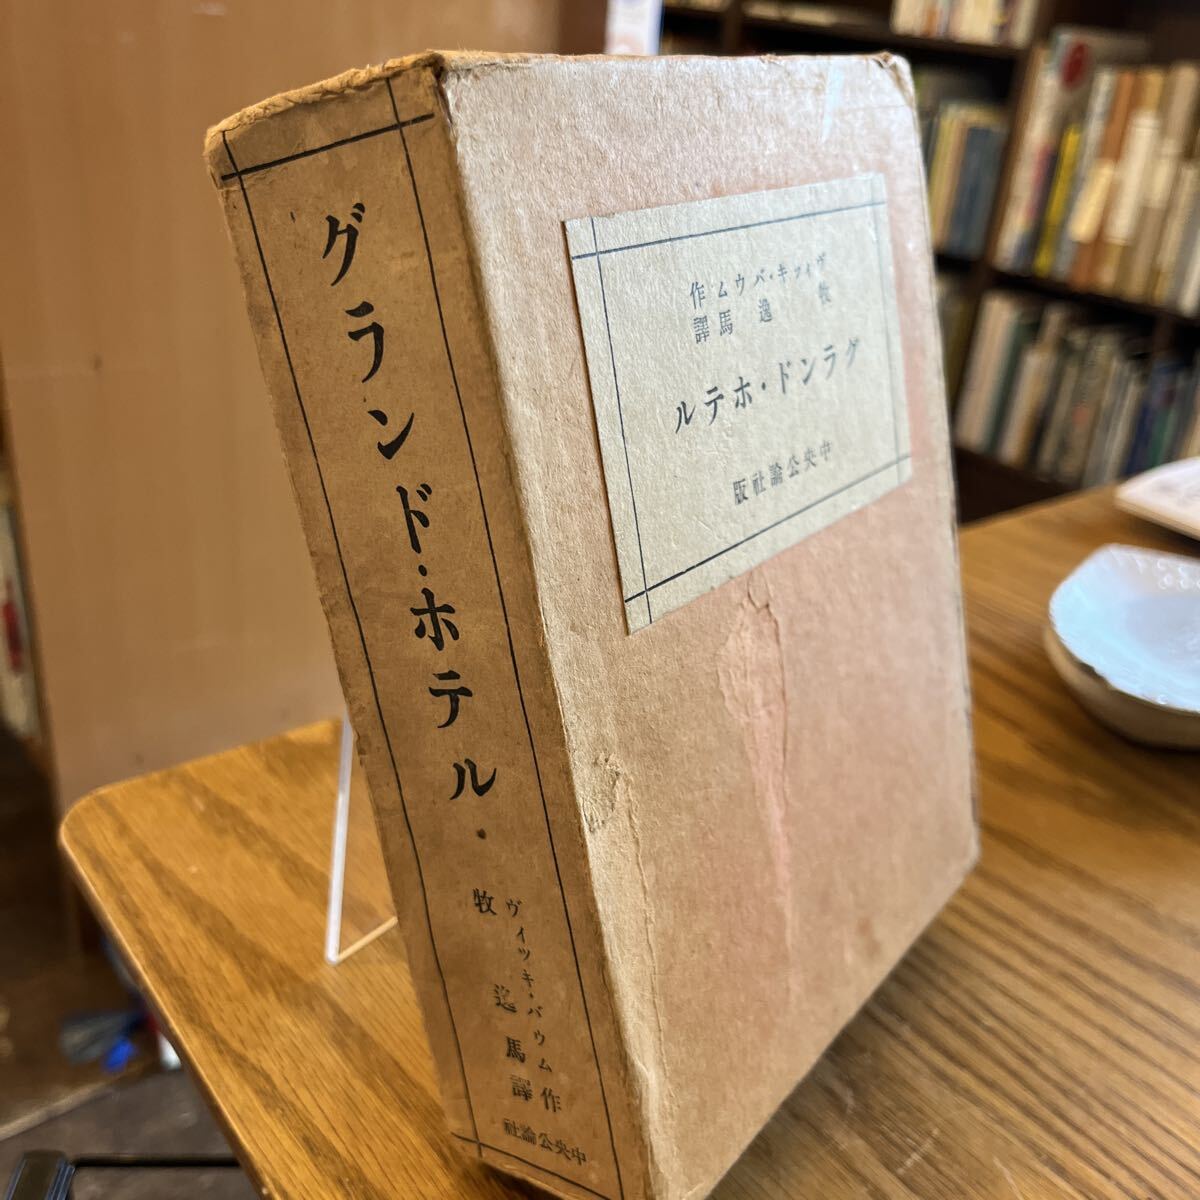 グランド・ホテル・
ヴィッキ・バウム作
牧逸馬譯
中央公論社
ヴィッキ・バウム作
牧逸馬譯
グランド・ホテル
中央公論社版